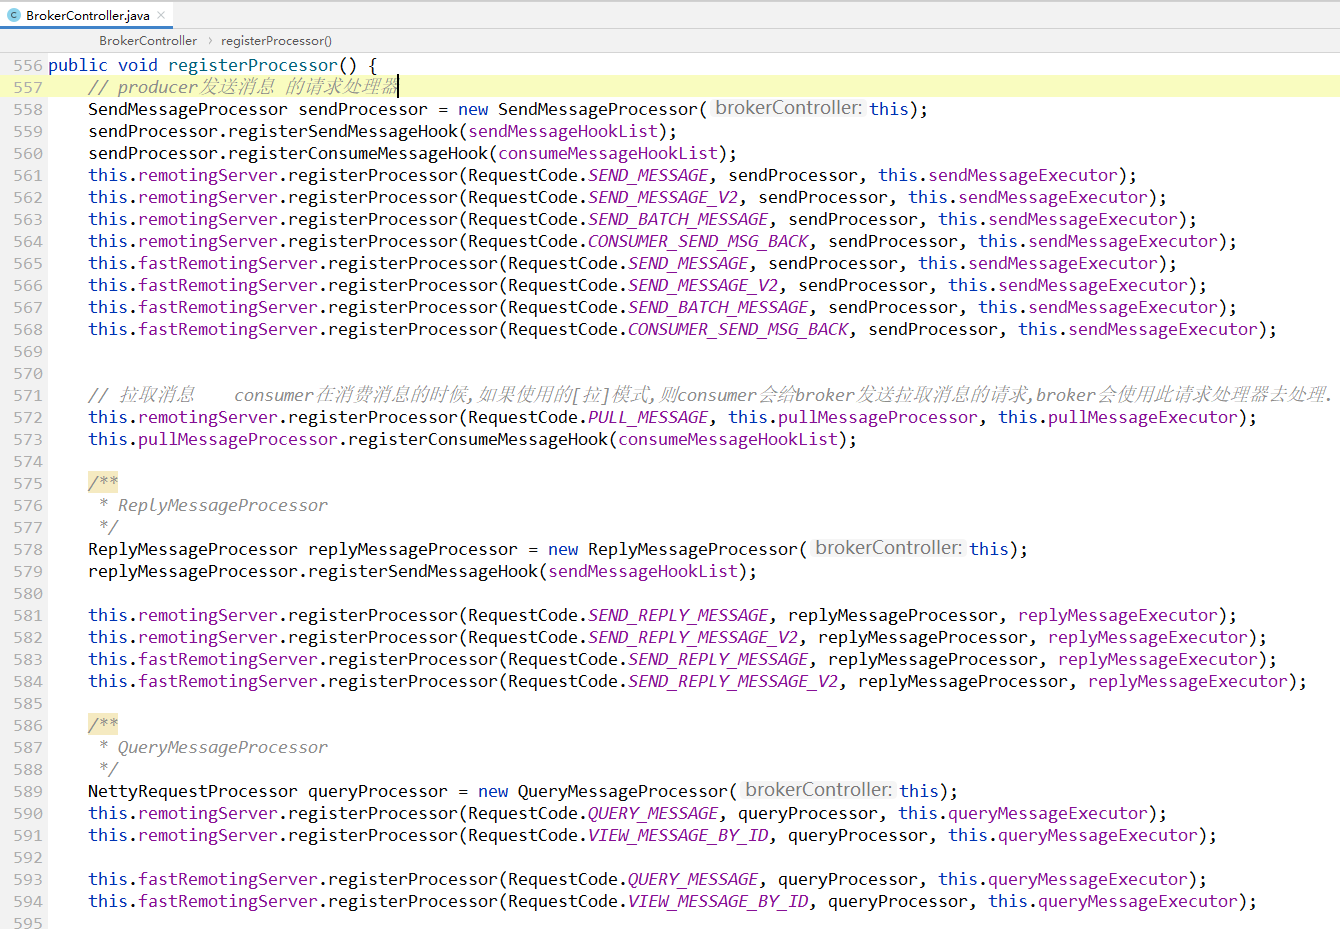 BrokerController.java
BrokerController › registerProcessor()
556 public void registerProcessor() {
557 // producer发送消息 的请求处理器
558 SendMessageProcessor sendProcessor = new SendMessageProcessor( brokerController: this);
559 sendProcessor.registerSendMessageHook(sendMessageHookList);
560 sendProcessor.registerConsumeMessageHook(consumeMessageHookList);
561 this.remotingServer.registerProcessor(RequestCode.SEND_MESSAGE, sendProcessor, this.sendMessageExecutor);
562 this.remotingServer.registerProcessor(RequestCode.SEND_MESSAGE_V2, sendProcessor, this.sendMessageExecutor);
563 this.remotingServer.registerProcessor(RequestCode.SEND_BATCH_MESSAGE, sendProcessor, this.sendMessageExecutor);
564 this.remotingServer.registerProcessor(RequestCode.CONSUMER_SEND_MSG_BACK, sendProcessor, this.sendMessageExecutor);
565 this.fastRemotingServer.registerProcessor(RequestCode.SEND_MESSAGE, sendProcessor, this.sendMessageExecutor);
566 this.fastRemotingServer.registerProcessor(RequestCode.SEND_MESSAGE_V2, sendProcessor, this.sendMessageExecutor);
567 this.fastRemotingServer.registerProcessor(RequestCode.SEND_BATCH_MESSAGE, sendProcessor, this.sendMessageExecutor);
568 this.fastRemotingServer.registerProcessor(RequestCode.CONSUMER_SEND_MSG_BACK, sendProcessor, this.sendMessageExecutor);
569
570
571 // 拉取消息    consumer在消费消息的时候,如果使用的[拉]模式,则consumer会给broker发送拉取消息的请求,broker会使用此请求处理器去处理.
572 this.remotingServer.registerProcessor(RequestCode.PULL_MESSAGE, this.pullMessageProcessor, this.pullMessageExecutor);
573 this.pullMessageProcessor.registerConsumeMessageHook(consumeMessageHookList);
574
575 /**
576 * ReplyMessageProcessor
577 */
578 ReplyMessageProcessor replyMessageProcessor = new ReplyMessageProcessor( brokerController: this);
579 replyMessageProcessor.registerSendMessageHook(sendMessageHookList);
580
581 this.remotingServer.registerProcessor(RequestCode.SEND_REPLY_MESSAGE, replyMessageProcessor, replyMessageExecutor);
582 this.remotingServer.registerProcessor(RequestCode.SEND_REPLY_MESSAGE_V2, replyMessageProcessor, replyMessageExecutor);
583 this.fastRemotingServer.registerProcessor(RequestCode.SEND_REPLY_MESSAGE, replyMessageProcessor, replyMessageExecutor);
584 this.fastRemotingServer.registerProcessor(RequestCode.SEND_REPLY_MESSAGE_V2, replyMessageProcessor, replyMessageExecutor);
585
586 /**
587 * QueryMessageProcessor
588 */
589 NettyRequestProcessor queryProcessor = new QueryMessageProcessor( brokerController: this);
590 this.remotingServer.registerProcessor(RequestCode.QUERY_MESSAGE, queryProcessor, this.queryMessageExecutor);
591 this.remotingServer.registerProcessor(RequestCode.VIEW_MESSAGE_BY_ID, queryProcessor, this.queryMessageExecutor);
592
593 this.fastRemotingServer.registerProcessor(RequestCode.QUERY_MESSAGE, queryProcessor, this.queryMessageExecutor);
594 this.fastRemotingServer.registerProcessor(RequestCode.VIEW_MESSAGE_BY_ID, queryProcessor, this.queryMessageExecutor);
595